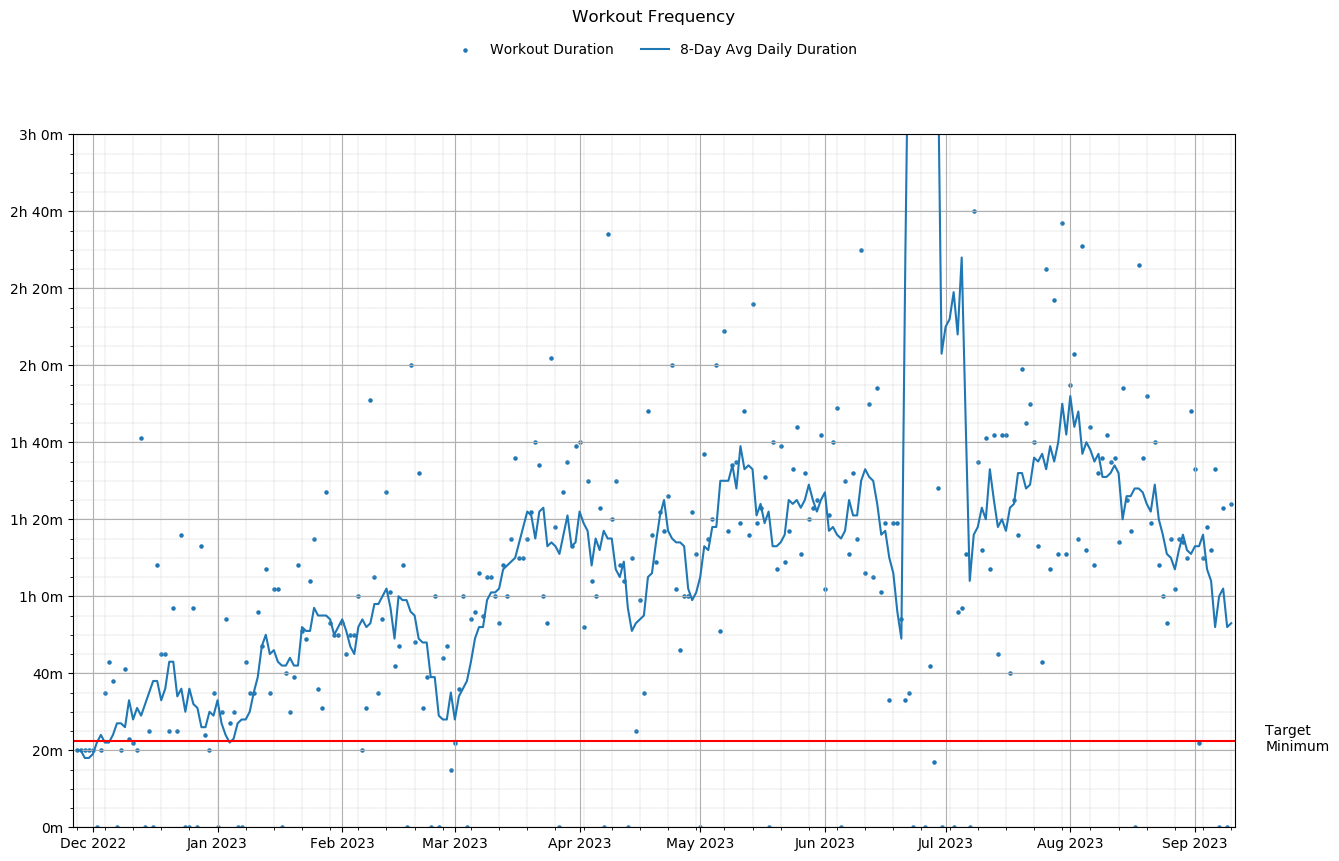 Workout Frequency
Workout Duration 8-Day Avg Daily Duration
3h 0m
2h 40m
2h 20m
2h 0m
1h 40m
1h 20m
1h 0m
40m
20m
0m
Target
Minimum
Dec 2022 Jan 2023 Feb 2023 Mar 2023 Apr 2023 May 2023 Jun 2023 Jul 2023 Aug 2023 Sep 2023